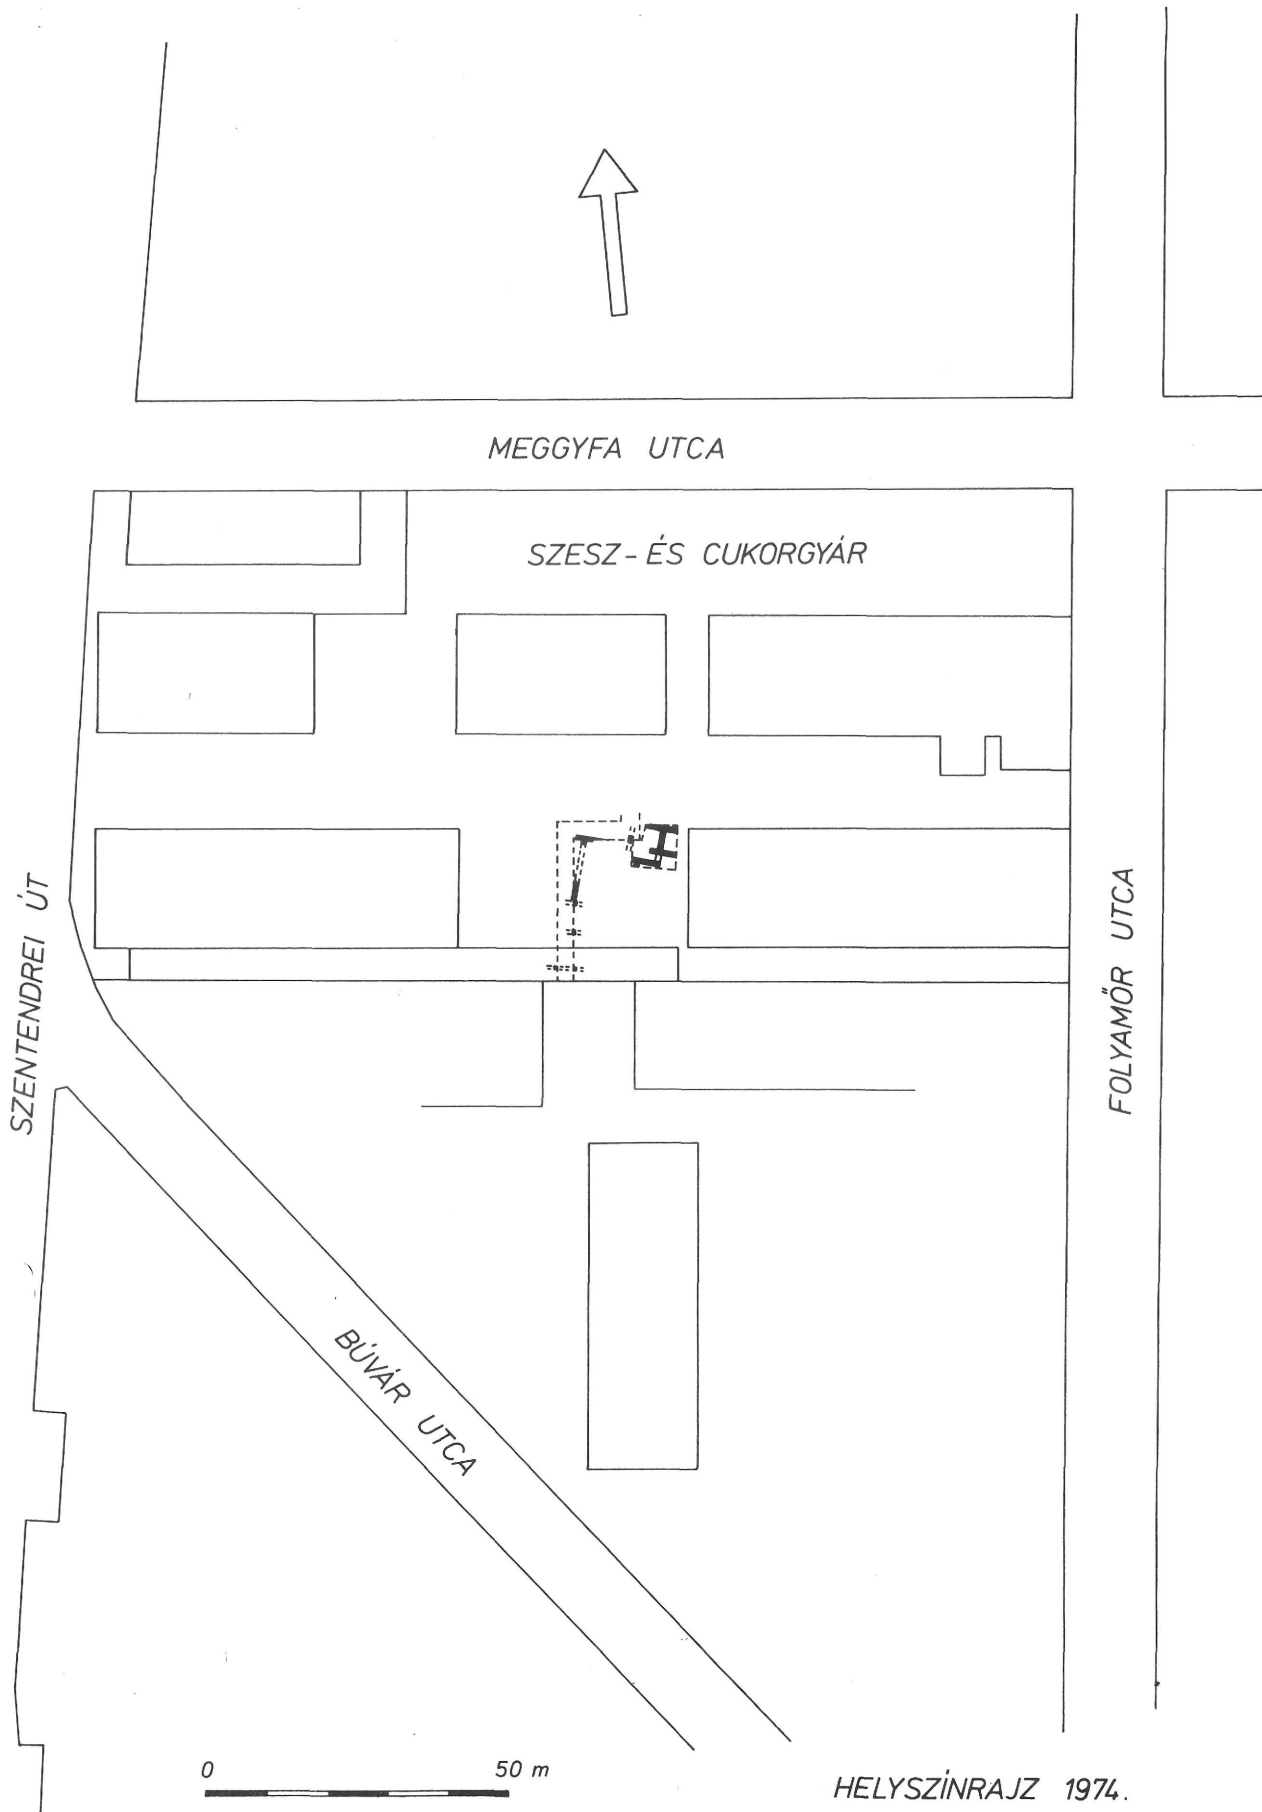 MEGGYFA UTCA
SZESZ-ÉS CUKORGYÁR
SZENTENDREI ÚT
FOLYAMŐR UTCA
BÚVÁR UTCA
0 50 m
HELYSZÍNRAJZ 1974.